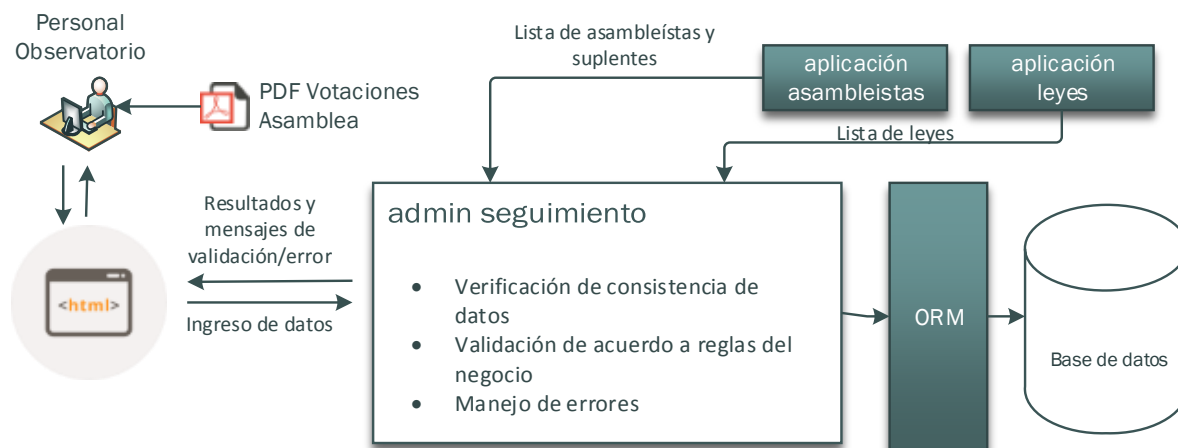 Personal
Observatorio
PDF Votaciones
Asamblea
Lista de asambleístas y
suplentes
aplicación
asambleistas
aplicación
leyes
Lista de leyes
Resultados y
mensajes de
validación/error
<html>
Ingreso de datos
admin seguimiento
• Verificación de consistencia de
datos
• Validación de acuerdo a reglas del
negocio
• Manejo de errores
ORM
Base de datos